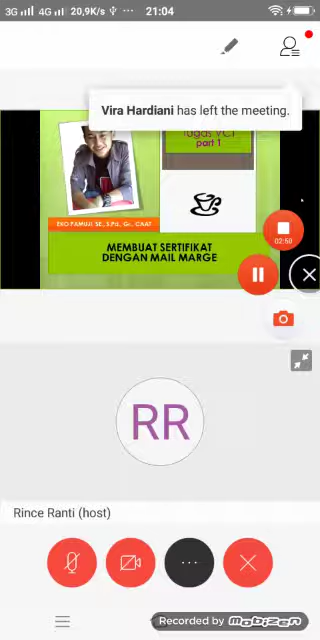 3G 4G 20,9K/s ... 21:04
Vira Hardiani has left the meeting.
Tugas VCT
part 1
EKO PAMUJI SE, S.Pd., Gr., CAAT
MEMBUAT SERTIFIKAT
DENGAN MAIL MARGE
02:59
RR
Rince Ranti (host)
Recorded by Mobizen